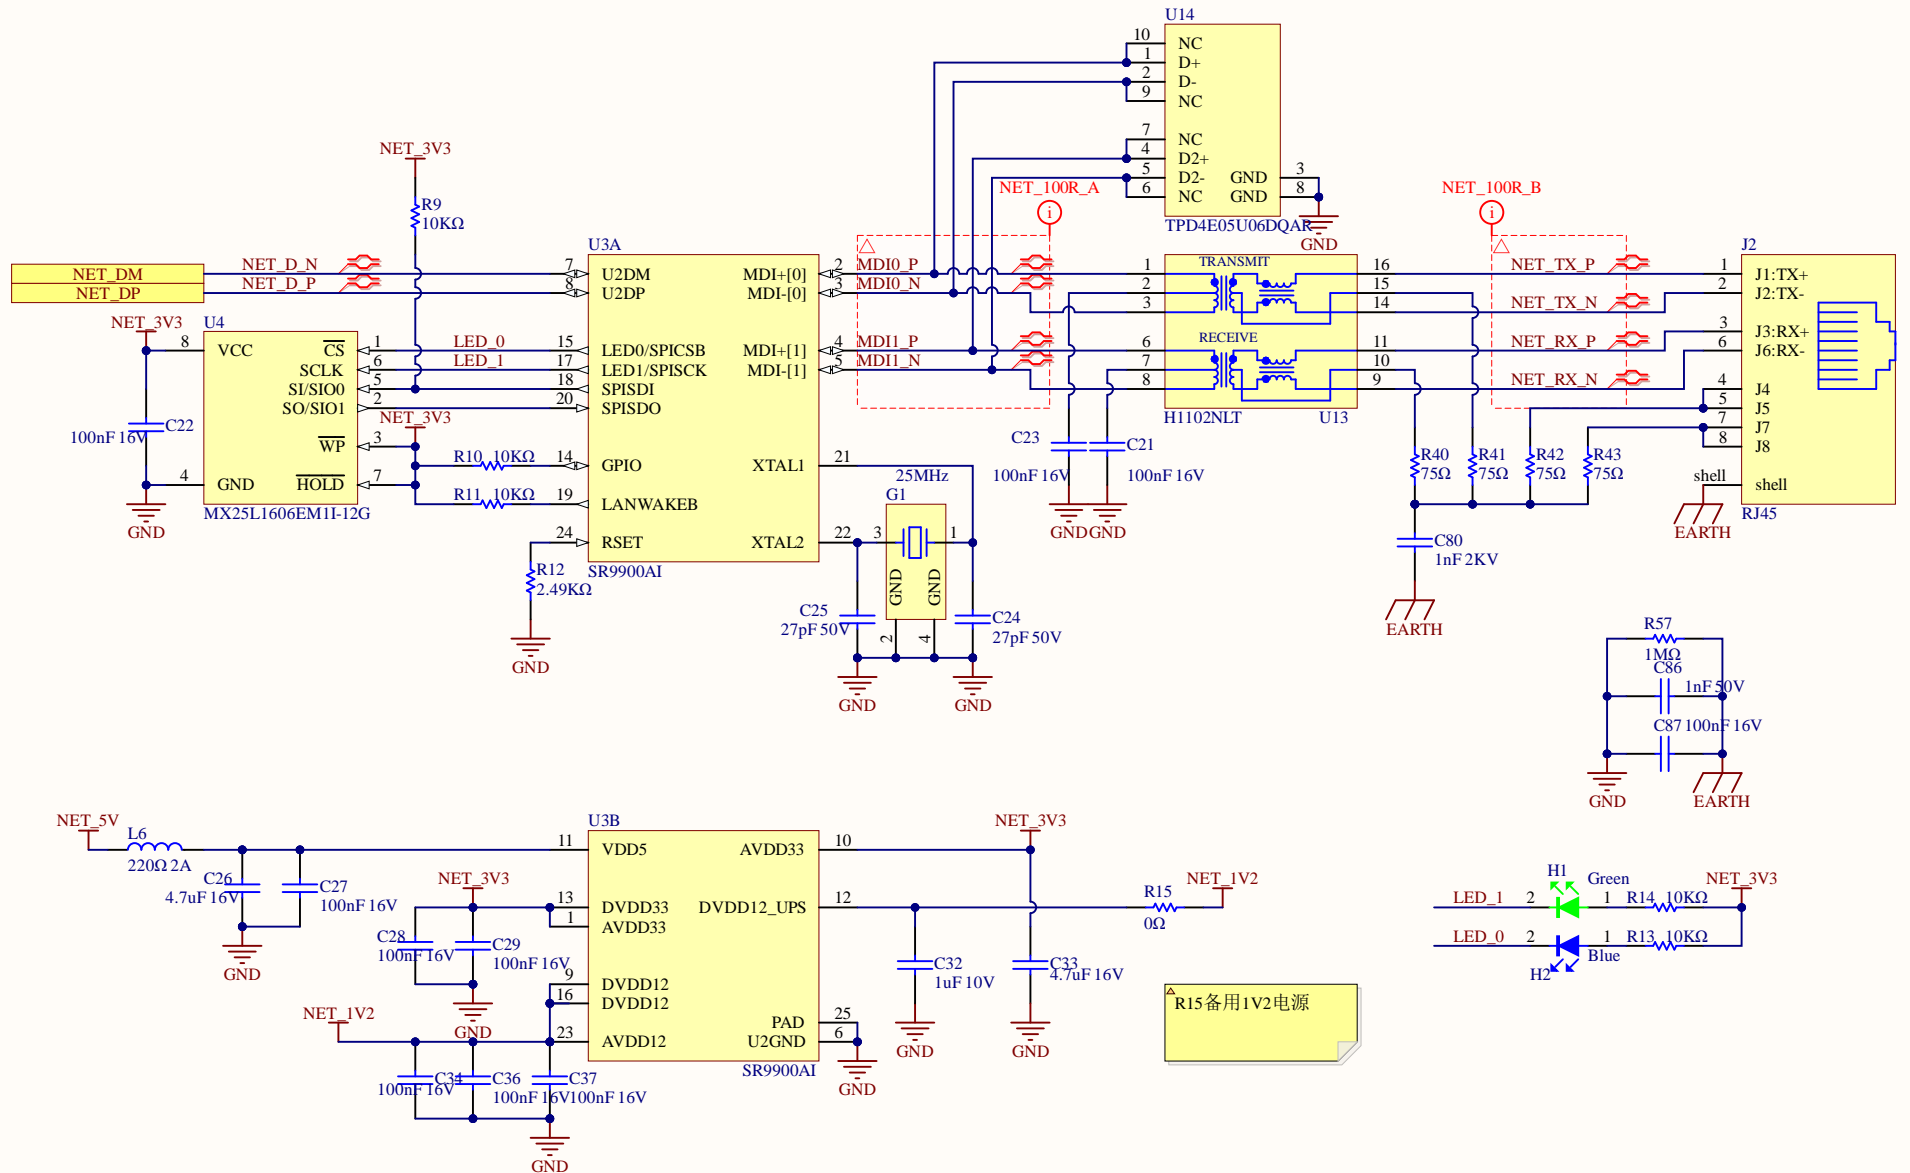 U14
10 NC
1 D+
2 D-
9 NC
7 NC
4 D2+
5 D2- GND 3
6 NC GND 8
TPD4E05U06DQAR
GND
NET_3V3
R9
10KΩ
NET_100R_A
i
NET_100R_B
i
U3A
J2
NET_DM
NET_DP
NET_D_N
NET_D_P
7 U2DM MDI+[0] 2 MDI0_P
8 U2DP MDI-[0] 3 MDI0_N
15 LED0/SPICSB MDI+[1] 4 MDI1_P
17 LED1/SPISCK MDI-[1] 5 MDI1_N
18 SPISDI
20 SPISDO
14 GPIO XTAL1 21
19 LANWAKEB
24 RSET XTAL2 22
SR9900AI
NET_3V3
U4
8 VCC CS 1
SCLK 6
SI/SIO0 5
SO/SIO1 2
WP 3
4 GND HOLD 7
MX25L1606EM1I-12G
LED_0
LED_1
NET_3V3
R10 10KΩ
R11 10KΩ
C22
100nF 16V
GND
R12
2.49KΩ
GND
25MHz
G1
3
1
GND
GND
2
4
C25
27pF 50V
C24
27pF 50V
GND
GND
TRANSMIT
1 16
2 15
3 14
RECEIVE
6 11
7 10
8 9
H1102NLT U13
C23
100nF 16V
C21
100nF 16V
GND
GND
NET_TX_P
NET_TX_N
NET_RX_P
NET_RX_N
1 J1:TX+
2 J2:TX-
3 J3:RX+
6 J6:RX-
4 J4
5 J5
7 J7
8 J8
shell shell
RJ45
EARTH
R40
75Ω
R41
75Ω
R42
75Ω
R43
75Ω
C80
1nF 2KV
EARTH
R57
1MΩ
C86
1nF 50V
C87 100nF 16V
GND
EARTH
NET_5V
L6
220Ω 2A
C26
4.7uF 16V
C27
100nF 16V
GND
U3B
11 VDD5 AVDD33 10
13 DVDD33 DVDD12_UPS 12
1 AVDD33
9 DVDD12
16 DVDD12
PAD 25
23 AVDD12 U2GND 6
SR9900AI
GND
NET_3V3
C28
100nF 16V
C29
100nF 16V
GND
NET_1V2
C34
100nF 16V
C36
100nF 16V
C37
100nF 16V
GND
NET_3V3
R15
0Ω
NET_1V2
C32
1uF 10V
C33
4.7uF 16V
GND
GND
R15备用1V2电源
H1
Green
NET_3V3
LED_1 2 1 R14 10KΩ
LED_0 2 1 R13 10KΩ
H2
Blue